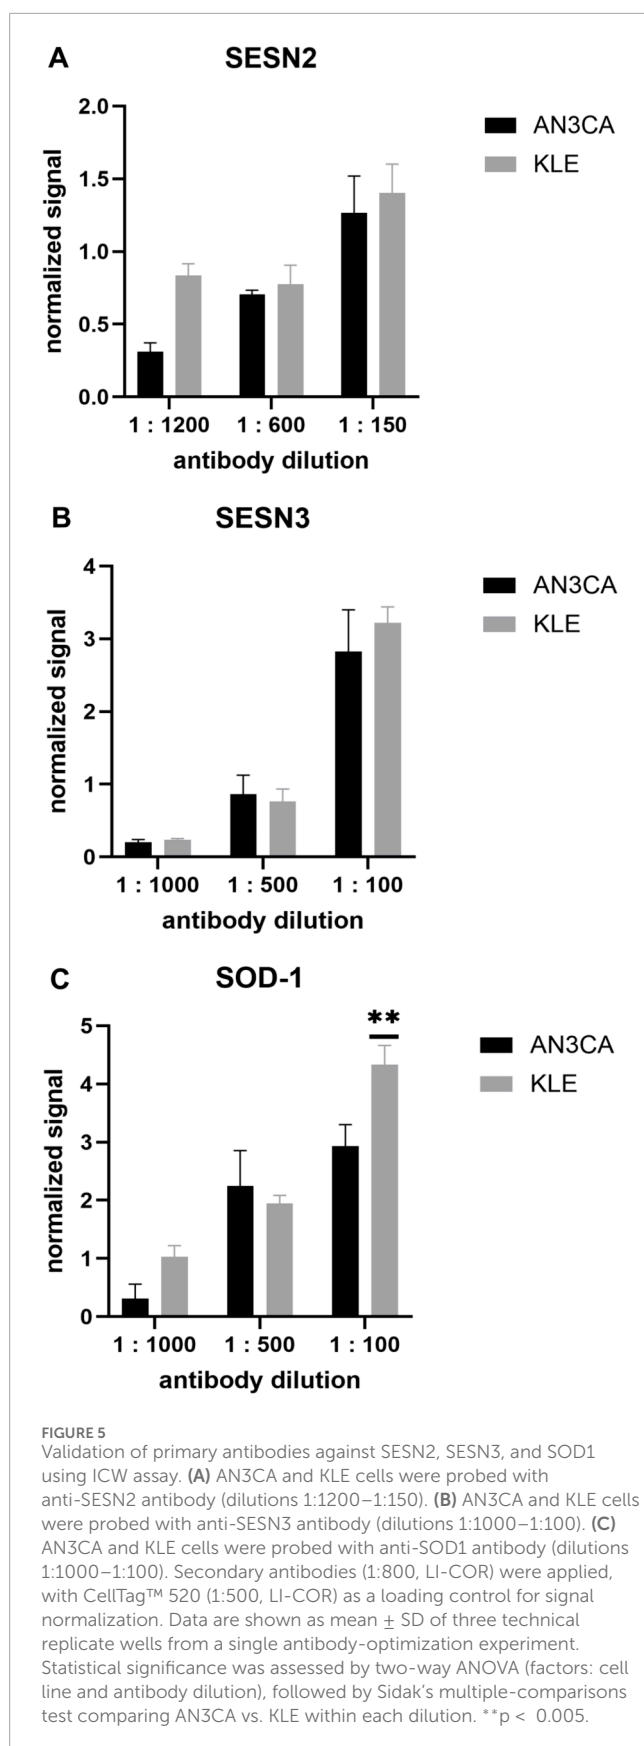 A SESN2
2.0
1.5
1.0
0.5
0.0
normalized signal
1 : 1200 1 : 600 1 : 150
antibody dilution
AN3CA
KLE
B SESN3
4
3
2
1
0
normalized signal
1 : 1000 1 : 500 1 : 100
antibody dilution
AN3CA
KLE
C SOD-1
5
4
3
2
1
0
normalized signal
**
1 : 1000 1 : 500 1 : 100
antibody dilution
AN3CA
KLE
FIGURE 5
Validation of primary antibodies against SESN2, SESN3, and SOD1
using ICW assay. (A) AN3CA and KLE cells were probed with
anti-SESN2 antibody (dilutions 1:1200–1:150). (B) AN3CA and KLE cells
were probed with anti-SESN3 antibody (dilutions 1:1000–1:100). (C)
AN3CA and KLE cells were probed with anti-SOD1 antibody (dilutions
1:1000–1:100). Secondary antibodies (1:800, LI-COR) were applied,
with CellTag™ 520 (1:500, LI-COR) as a loading control for signal
normalization. Data are shown as mean ± SD of three technical
replicate wells from a single antibody-optimization experiment.
Statistical significance was assessed by two-way ANOVA (factors: cell
line and antibody dilution), followed by Sidak's multiple-comparisons
test comparing AN3CA vs. KLE within each dilution. **p < 0.005.